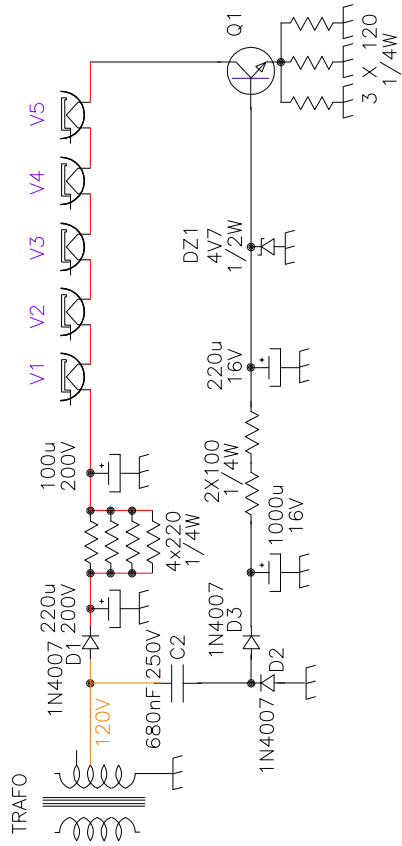 TRAFO
120V
1N4007
D1
220u
200V
4x220
1/4W
100u
200V
V1
V2
V3
V4
V5
Q1
680nF 250V
C2
1N4007
D2
1N4007
D3
1000u
16V
2X100
1/4W
220u
16V
DZ1
4V7
1/2W
3 X 120
1/4W